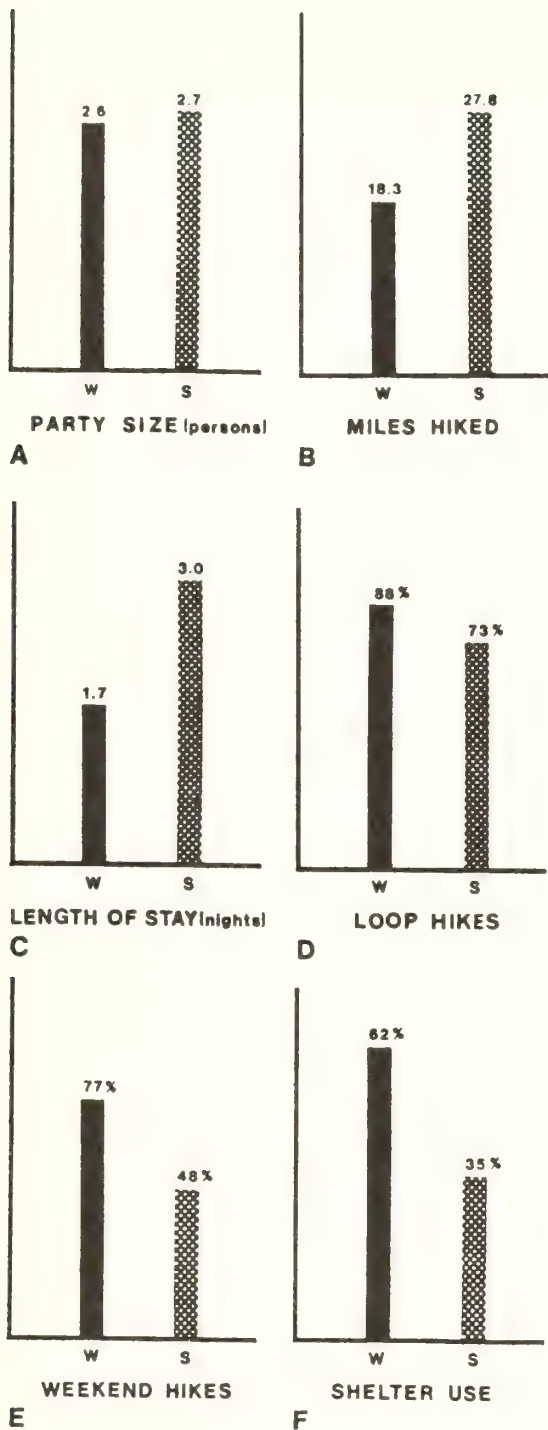 2.6 2.7
W S
PARTY SIZE (persons)
A
27.8
18.3
W S
MILES HIKED
B
3.0
1.7
W S
LENGTH OF STAY (nights)
C
88%
73%
W S
LOOP HIKES
D
77%
48%
W S
WEEKEND HIKES
E
62%
35%
W S
SHELTER USE
F